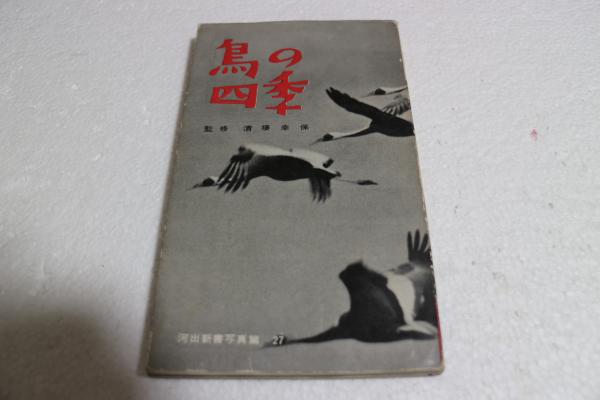 鳥の
四季
監修 清棲幸保
河出新書写真篇 27